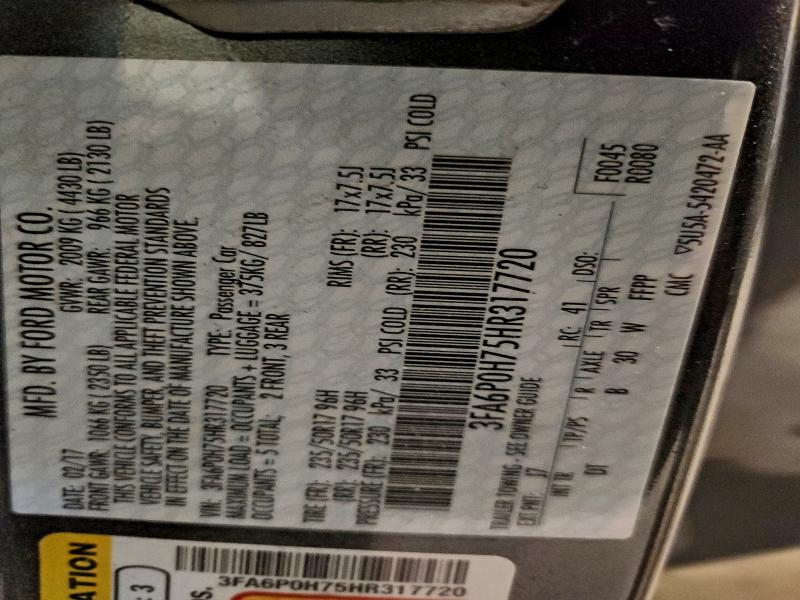 MFD. BY FORD MOTOR CO.
DATE: 02/17 GVWR: 2009 KG ( 4430 LB)
FRONT GAWR: 1066 KG ( 2350LB) REAR GAWR: 966 KG ( 2130 LB)
THIS VEHICLE CONFORMS TO ALL APPLICABLE FEDERAL MOTOR
VEHICLE SAFETY, BUMPER, AND THEFT PREVENTION STANDARDS
IN EFFECT ON THE DATE OF MANUFACTURE SHOWN ABOVE.
VIN: 3FA6P0H75HR317720 TYPE: Passenger Car
MAXIMUM LOAD = OCCUPANTS + LUGGAGE = 375KG/ 827LB
OCCUPANTS = 5 TOTAL; 2 FRONT, 3 REAR
TIRE (FR): 235/50R17 96H RIMS (FR): 17x7.5J
(RR): 235/50R17 96H (RR): 17x7.5J
PRESSURE (FR): 230 kPa/ 33 PSI COLD (RR): 230 kPa/ 33 PSI COLD
3FA6P0H75HR317720
TRAILER TOWING - SEE OWNER GUIDE
EXT PNT: J7 RC: 41 DSO: F0045
R0080
INT TR TP/PS R AXLE TR SPR
DT B 30 W FFPP
CMC 5U5A-5420472-AA
ATION
: 3
3FA6P0H75HR317720